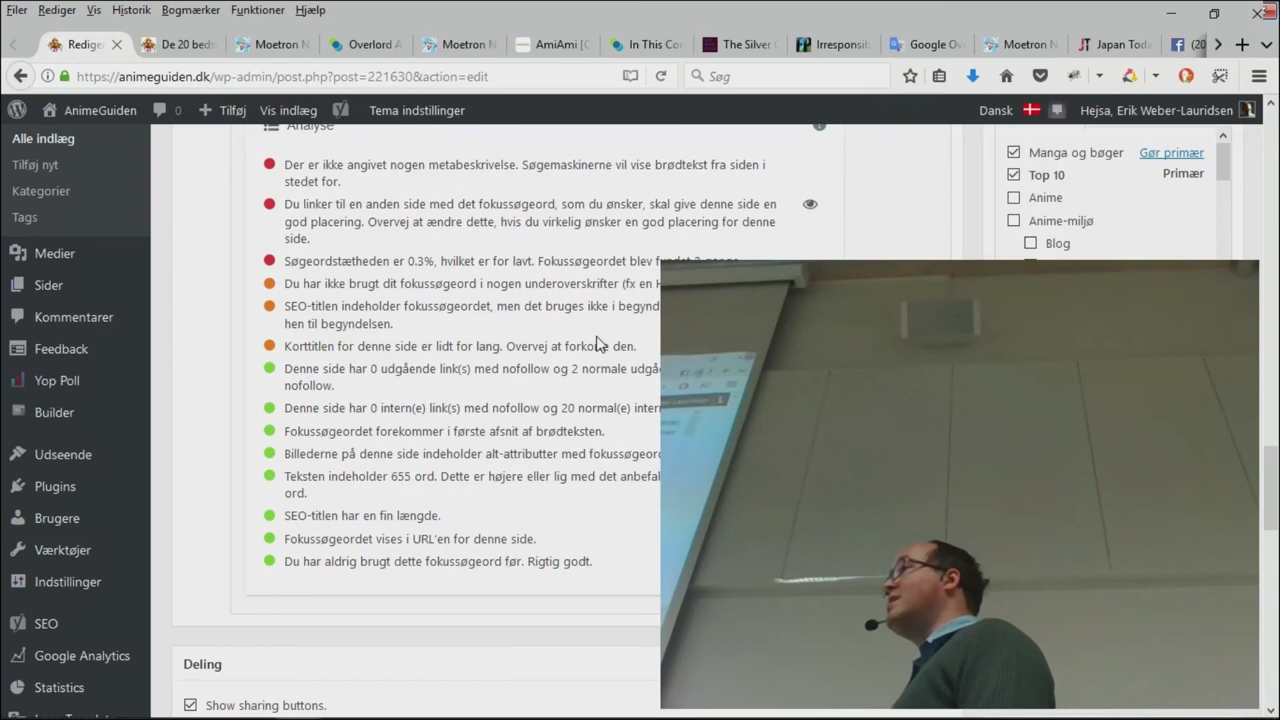 Filer Rediger Vis Historik Bogmærker Funktioner Hjælp
Rediger De 20 beds Moetron N Overlord A Moetron N AmiAmi [C In This Cor The Silver G Irresponsib Google Ov Moetron N Japan Toda (20
https://animeguiden.dk/wp-admin/post.php?post=221630&action=edit Søg
AnimeGuiden 0 Tilføj Vis indlæg Tema indstillinger Dansk Hejsa, Erik Weber-Lauridsen
Alle indlæg
Tilføj nyt
Kategorier
Tags
Medier
Sider
Kommentarer
Feedback
Yop Poll
Builder
Udseende
Plugins
Brugere
Værktøjer
Indstillinger
SEO
Google Analytics
Statistics
Analyse
Der er ikke angivet nogen metabeskrivelse. Søgemaskinerne vil vise brødtekst fra siden i
stedet for.
Du linker til en anden side med det fokussøgeord, som du ønsker, skal give denne side en
god placering. Overvej at ændre dette, hvis du virkelig ønsker en god placering for denne
side.
Søgeordstætheden er 0.3%, hvilket er for lavt. Fokussøgeordet blev fundet 2 gange.
Du har ikke brugt dit fokussøgeord i nogen underoverskrifter (fx en H
SEO-titlen indeholder fokussøgeordet, men det bruges ikke i begynd
hen til begyndelsen.
Korttitlen for denne side er lidt for lang. Overvej at forkorte den.
Denne side har 0 udgående link(s) med nofollow og 2 normale udgå
nofollow.
Denne side har 0 intern(e) link(s) med nofollow og 20 normal(e) inter
Fokussøgeordet forekommer i første afsnit af brødteksten.
Billederne på denne side indeholder alt-attributter med fokussøgeord
Teksten indeholder 655 ord. Dette er højere eller lig med det anbefal
ord.
SEO-titlen har en fin længde.
Fokussøgeordet vises i URL'en for denne side.
Du har aldrig brugt dette fokussøgeord før. Rigtig godt.
Deling
Show sharing buttons.
Manga og bøger Gør primær
Top 10 Primær
Anime
Anime-miljø
Blog